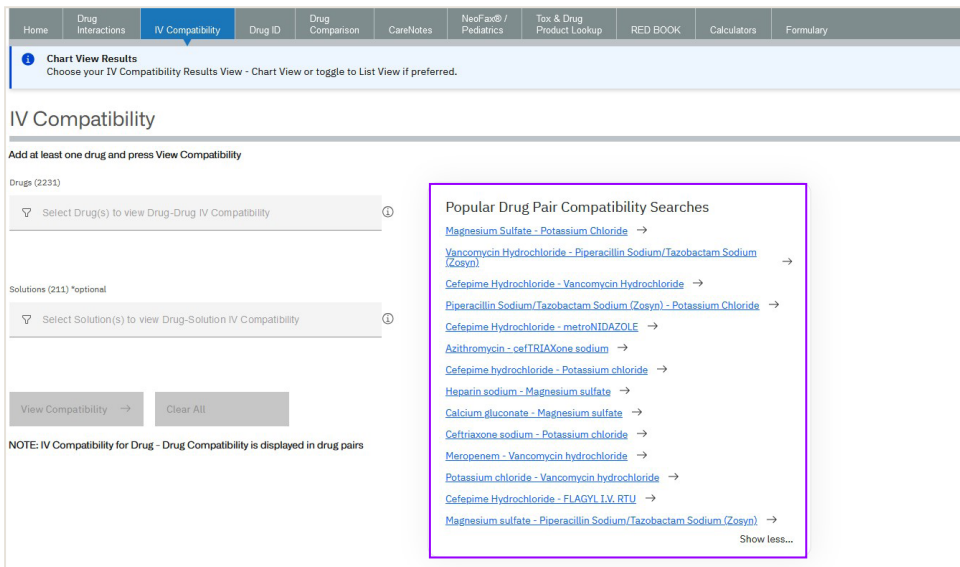 Home
Drug Interactions
IV Compatibility
Drug ID
Drug Comparison
CareNotes
NeoFax® / Pediatrics
Tox & Drug Product Lookup
RED BOOK
Calculators
Formulary
Chart View Results
Choose your IV Compatibility Results View - Chart View or toggle to List View if preferred.
IV Compatibility
Add at least one drug and press View Compatibility
Drugs (2231)
Select Drug(s) to view Drug-Drug IV Compatibility
Solutions (211) *optional
Select Solution(s) to view Drug-Solution IV Compatibility
View Compatibility →
Clear All
NOTE: IV Compatibility for Drug - Drug Compatibility is displayed in drug pairs
Popular Drug Pair Compatibility Searches
Magnesium Sulfate - Potassium Chloride →
Vancomycin Hydrochloride - Piperacillin Sodium/Tazobactam Sodium
(Zosyn) →
Cefepime Hydrochloride - Vancomycin Hydrochloride →
Piperacillin Sodium/Tazobactam Sodium (Zosyn) - Potassium Chloride →
Cefepime Hydrochloride - metroNIDAZOLE →
Azithromycin - cefTRIAXone sodium →
Cefepime hydrochloride - Potassium chloride →
Heparin sodium - Magnesium sulfate →
Calcium gluconate - Magnesium sulfate →
Ceftriaxone sodium - Potassium chloride →
Meropenem - Vancomycin hydrochloride →
Potassium chloride - Vancomycin hydrochloride →
Cefepime Hydrochloride - FLAGYL I.V. RTU →
Magnesium sulfate - Piperacillin Sodium/Tazobactam Sodium (Zosyn) →
Show less...